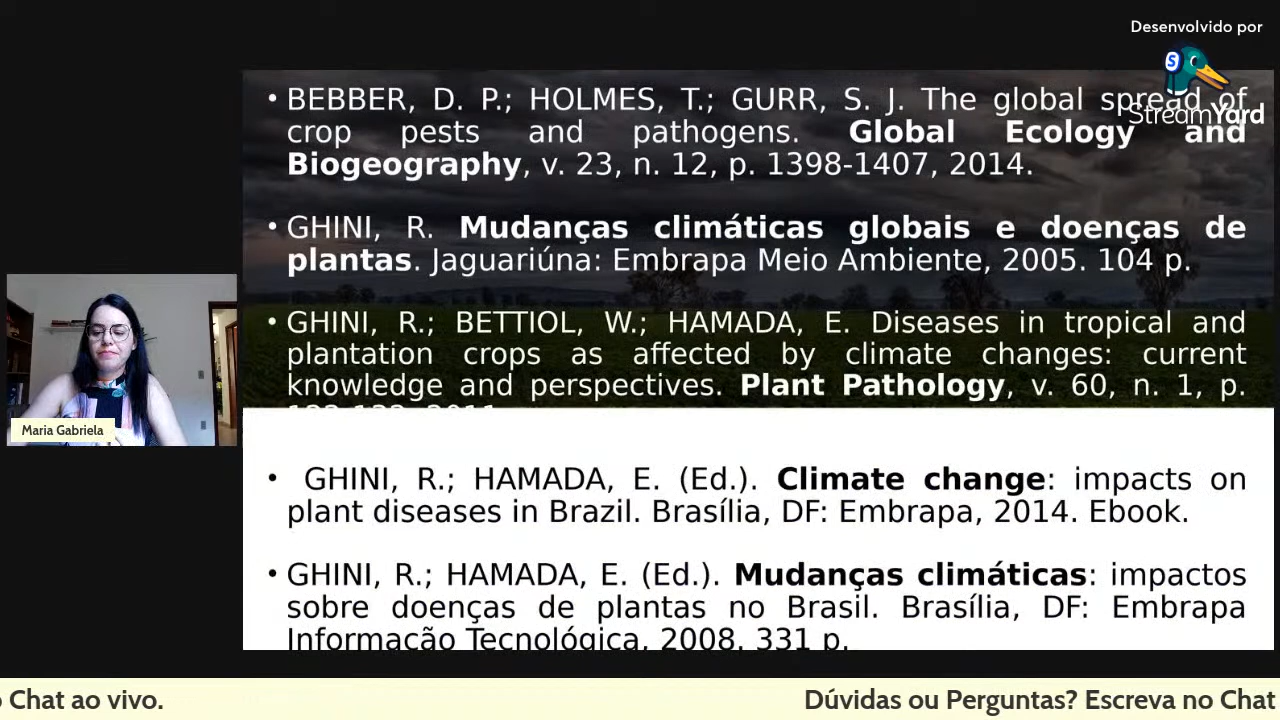 Desenvolvido por
StreamYard
• BEBBER, D. P.; HOLMES, T.; GURR, S. J. The global spread of
crop pests and pathogens. Global Ecology and
Biogeography, v. 23, n. 12, p. 1398-1407, 2014.
• GHINI, R. Mudanças climáticas globais e doenças de
plantas. Jaguariúna: Embrapa Meio Ambiente, 2005. 104 p.
• GHINI, R.; BETTIOL, W.; HAMADA, E. Diseases in tropical and
plantation crops as affected by climate changes: current
knowledge and perspectives. Plant Pathology, v. 60, n. 1, p.
• GHINI, R.; HAMADA, E. (Ed.). Climate change: impacts on
plant diseases in Brazil. Brasília, DF: Embrapa, 2014. Ebook.
• GHINI, R.; HAMADA, E. (Ed.). Mudanças climáticas: impactos
sobre doenças de plantas no Brasil. Brasília, DF: Embrapa
Informação Tecnológica, 2008. 331 p.
Maria Gabriela
o Chat ao vivo.
Dúvidas ou Perguntas? Escreva no Chat